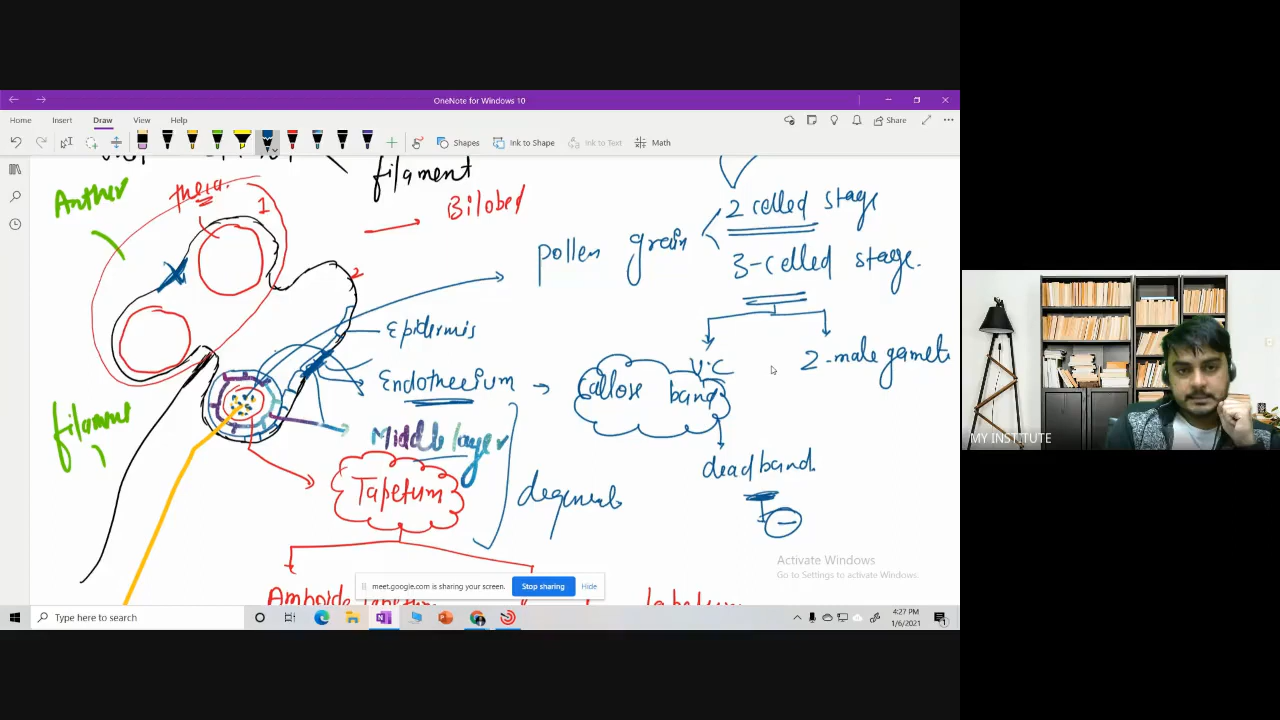 OneNote for Windows 10
Home Insert Draw View Help
Share
Shapes Ink to Shape Ink to Text Math
filament
Anther
theca.
1
Bilobed
2
2 celled stage
pollen grain
3-celled stage.
Epidermis
V.C
2-male gamete
Endothecium
Callose band
filament
Middle layer
dead band.
Tapetum
degenerate
Activate Windows
Go to Settings to activate Windows.
meet.google.com is sharing your screen. Stop sharing Hide
Type here to search
4:27 PM
1/6/2021
MY INSTITUTE